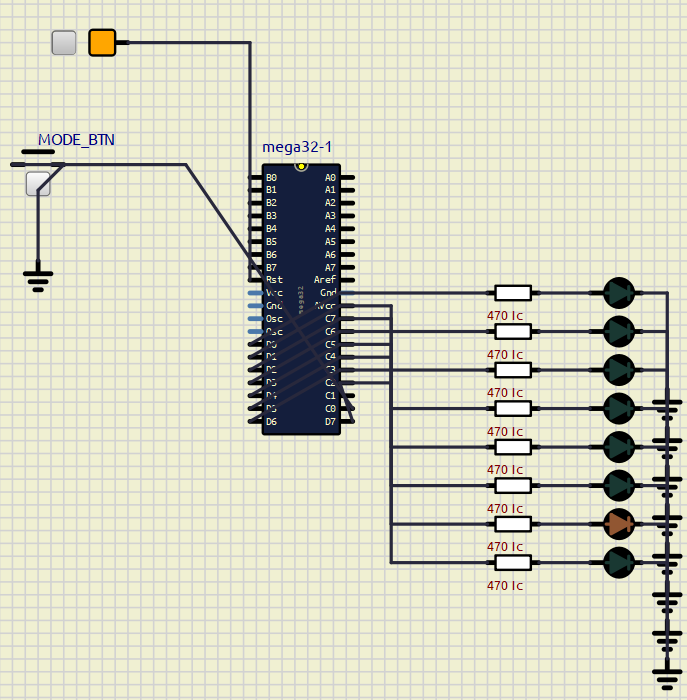 MODE_BTN
mega32-1
B0 A0
B1 A1
B2 A2
B3 A3
B4 A4
B5 A5
B6 A6
B7 A7
Rst Aref
Vcc Gnd
Gnd AVcc
Osc C7
Osc C6
D0 C5
D1 C4
D2 C3
D3 C2
D4 C1
D5 C0
D6 D7
mega32
470 Ic
470 Ic
470 Ic
470 Ic
470 Ic
470 Ic
470 Ic
470 Ic